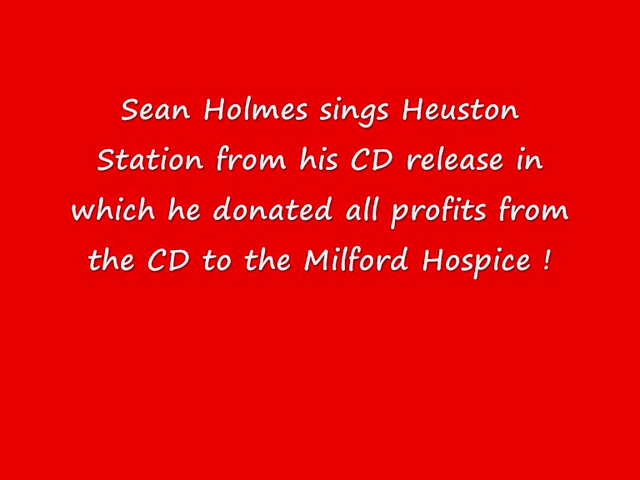 Sean Holmes sings Heuston
Station from his CD release in
which he donated all profits from
the CD to the Milford Hospice !